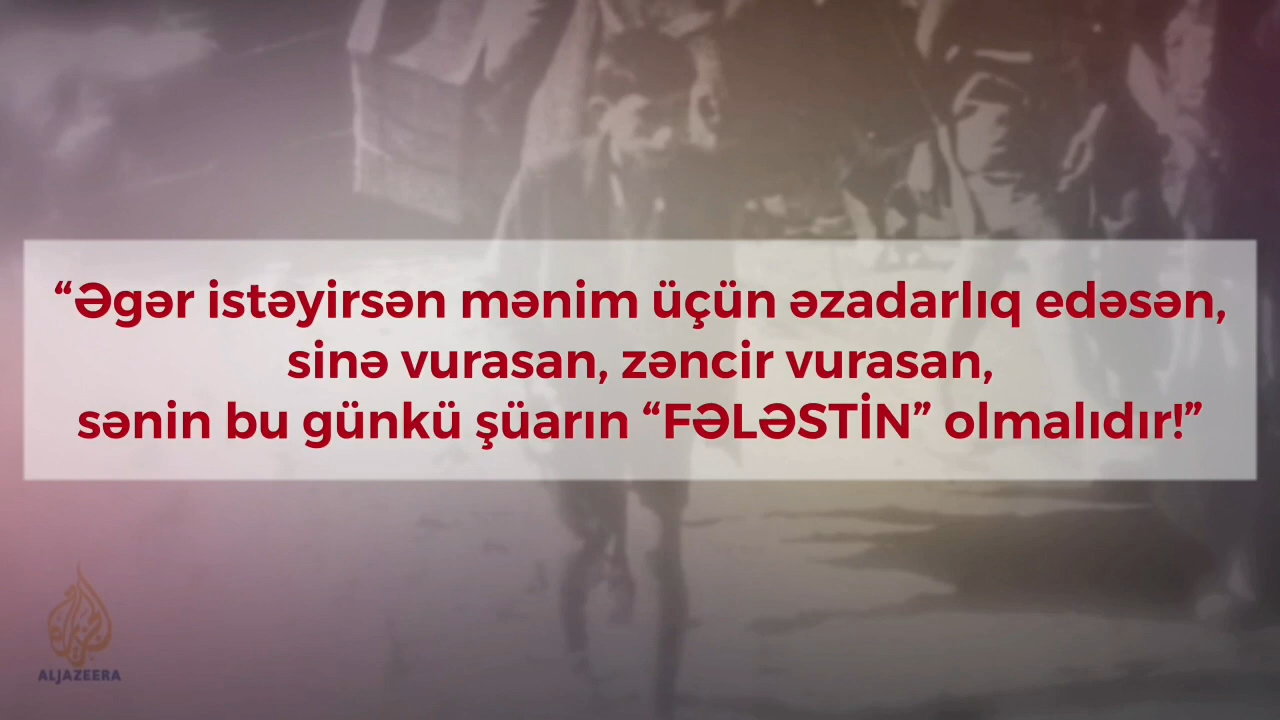 “Əgər istəyirsən mənim üçün əzadarlıq edəsən,
sinə vurasan, zəncir vurasan,
sənin bu günkü şüarın “FƏLƏSTİN” olmalıdır!”
ALJAZEERA